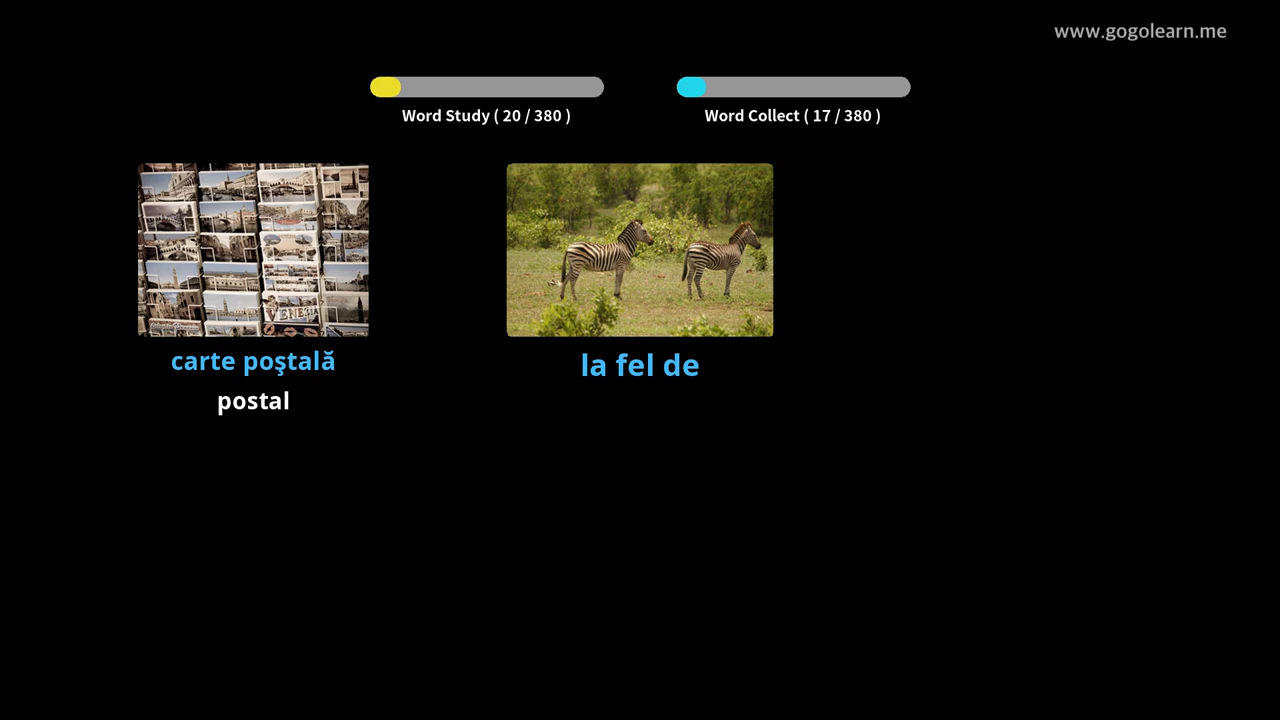 www.gogolearn.me
Word Study ( 20 / 380 )
Word Collect ( 17 / 380 )
carte poştală
postal
la fel de